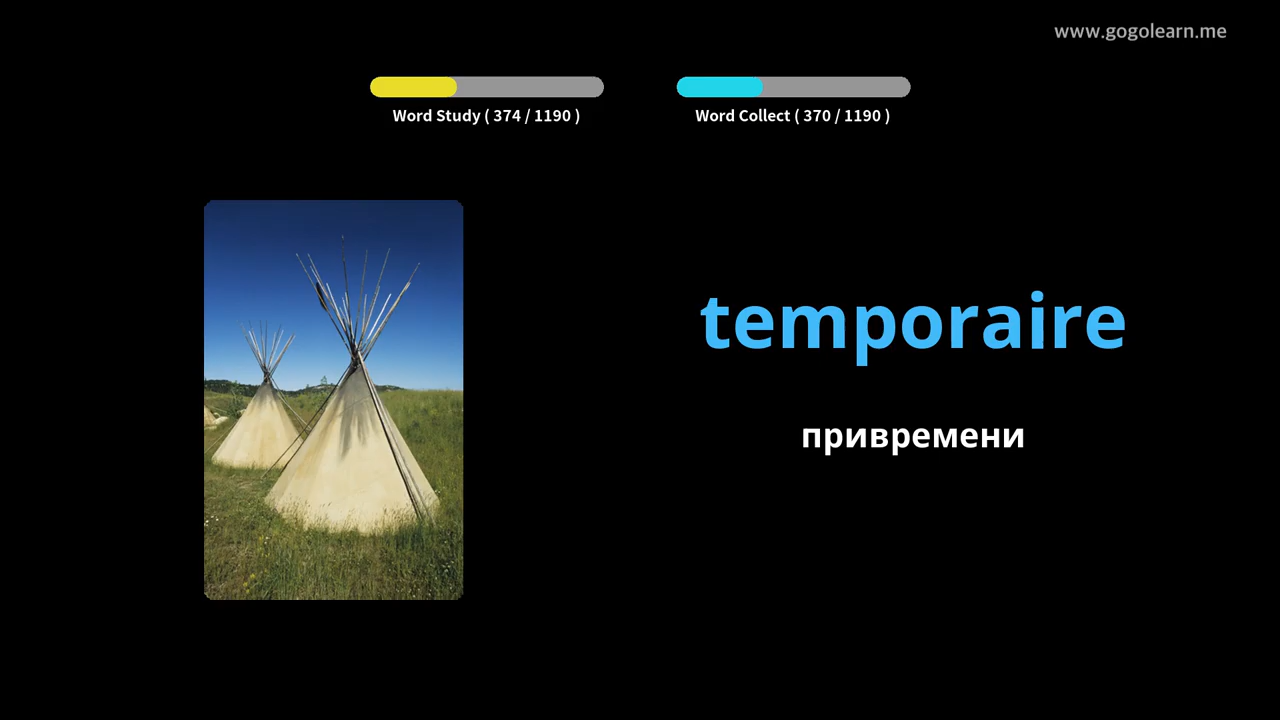 www.gogolearn.me
Word Study ( 374 / 1190 )
Word Collect ( 370 / 1190 )
temporaire
привремени